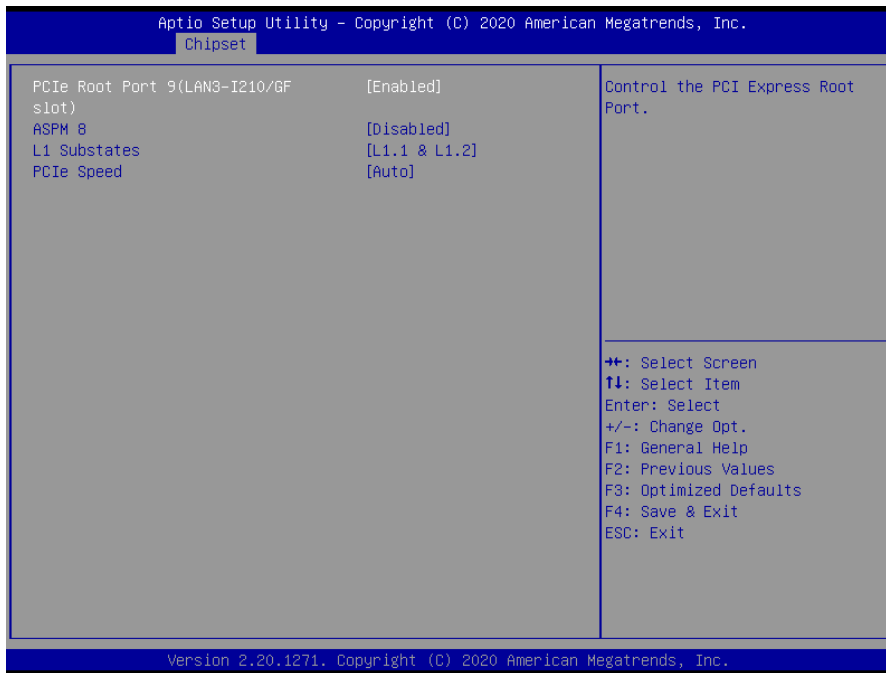 Aptio Setup Utility – Copyright (C) 2020 American Megatrends, Inc.
Chipset
PCIe Root Port 9(LAN3-I210/GF slot) [Enabled]
ASPM 8 [Disabled]
L1 Substates [L1.1 & L1.2]
PCIe Speed [Auto]
Control the PCI Express Root
Port.
→←: Select Screen
↑↓: Select Item
Enter: Select
+/-: Change Opt.
F1: General Help
F2: Previous Values
F3: Optimized Defaults
F4: Save & Exit
ESC: Exit
Version 2.20.1271. Copyright (C) 2020 American Megatrends, Inc.